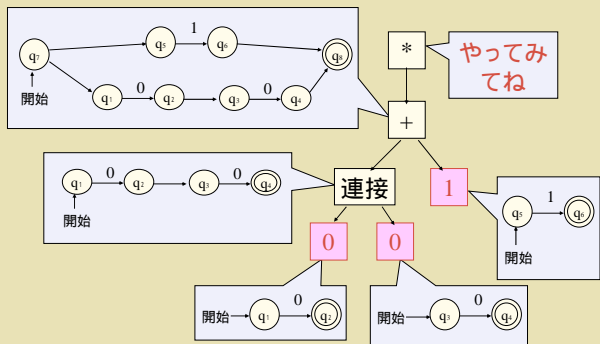 q₅ 1 q₆
q₇ q₈
開始
q₁ 0 q₂ q₃ 0 q₄
*
やってみ
てね
+
q₁ 0 q₂ q₃ 0 q₄
開始
連接
1
q₅ 1 q₆
開始
0 0
開始 q₁ 0 q₂
開始 q₃ 0 q₄